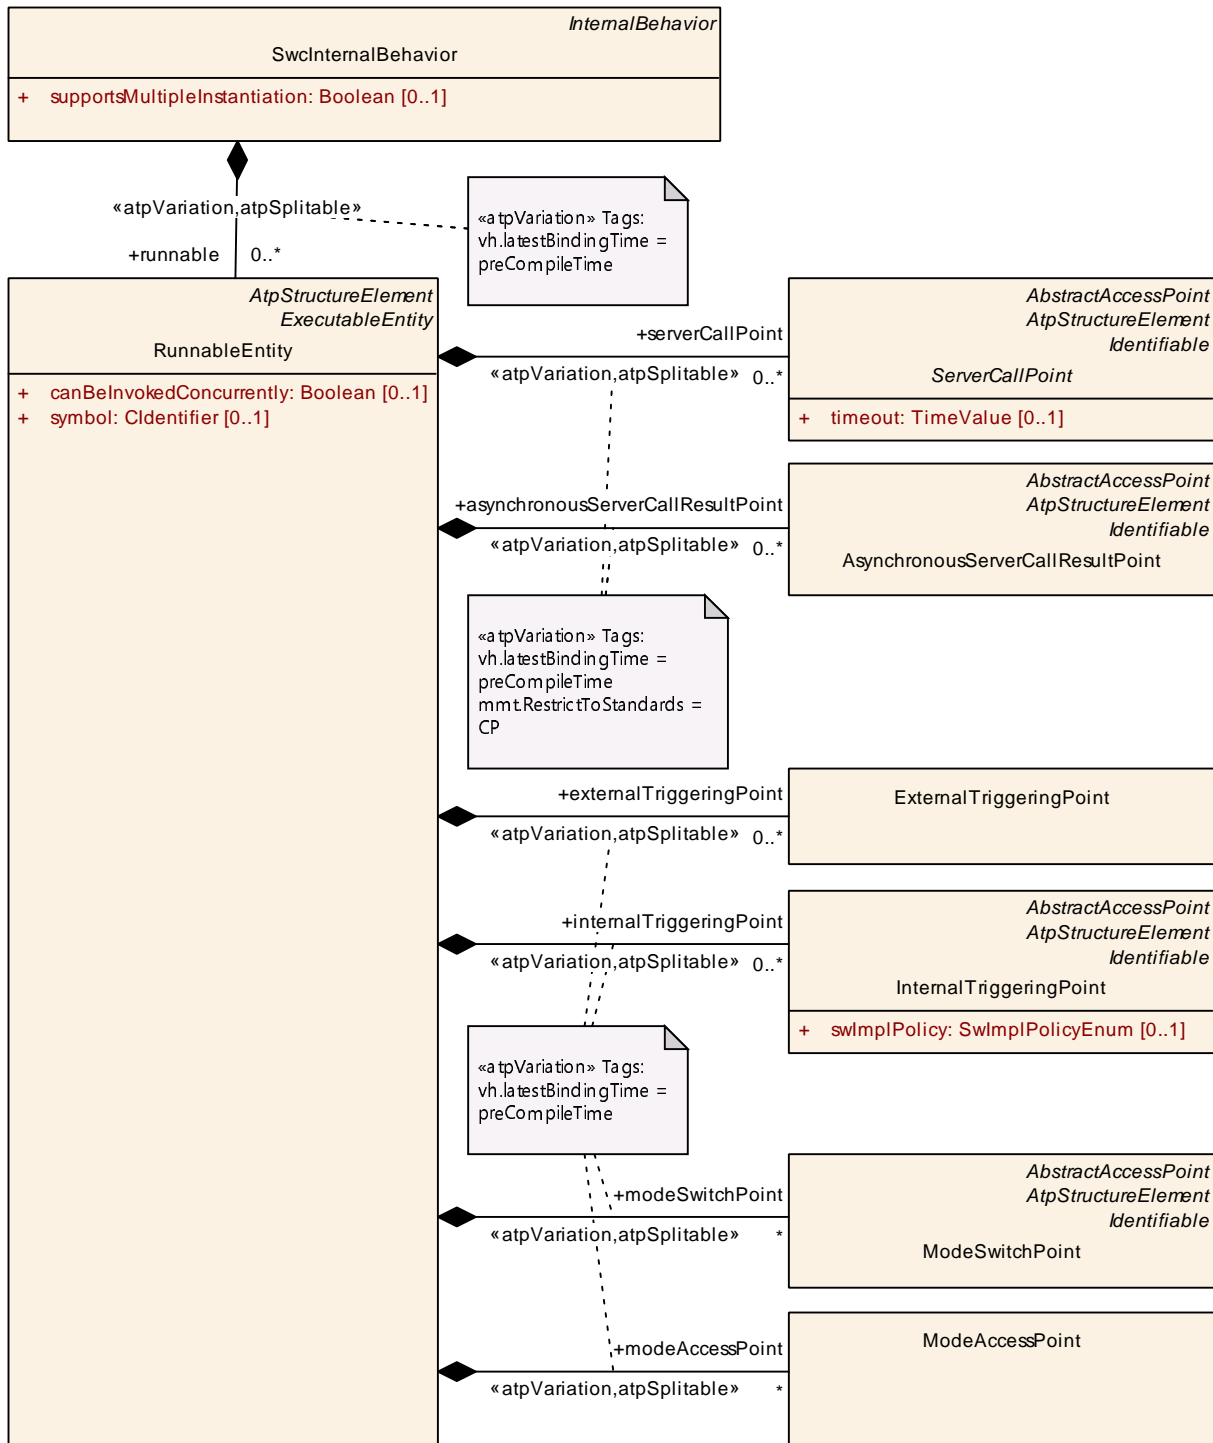 InternalBehavior
SwcInternalBehavior
+ supportsMultipleInstantiation: Boolean [0..1]
«atpVariation,atpSplitable»
+runnable 0..*
«atpVariation» Tags:
vh.latestBindingTime =
preCompileTime
AtpStructureElement
ExecutableEntity
RunnableEntity
+ canBeInvokedConcurrently: Boolean [0..1]
+ symbol: CIdentifier [0..1]
+serverCallPoint
«atpVariation,atpSplitable» 0..*
AbstractAccessPoint
AtpStructureElement
Identifiable
ServerCallPoint
+ timeout: TimeValue [0..1]
+asynchronousServerCallResultPoint
«atpVariation,atpSplitable» 0..*
AbstractAccessPoint
AtpStructureElement
Identifiable
AsynchronousServerCallResultPoint
«atpVariation» Tags:
vh.latestBindingTime =
preCompileTime
mmt.RestrictToStandards =
CP
+externalTriggeringPoint
«atpVariation,atpSplitable» 0..*
ExternalTriggeringPoint
+internalTriggeringPoint
«atpVariation,atpSplitable» 0..*
AbstractAccessPoint
AtpStructureElement
Identifiable
InternalTriggeringPoint
+ swImplPolicy: SwImplPolicyEnum [0..1]
«atpVariation» Tags:
vh.latestBindingTime =
preCompileTime
+modeSwitchPoint
«atpVariation,atpSplitable» *
AbstractAccessPoint
AtpStructureElement
Identifiable
ModeSwitchPoint
+modeAccessPoint
«atpVariation,atpSplitable» *
ModeAccessPoint